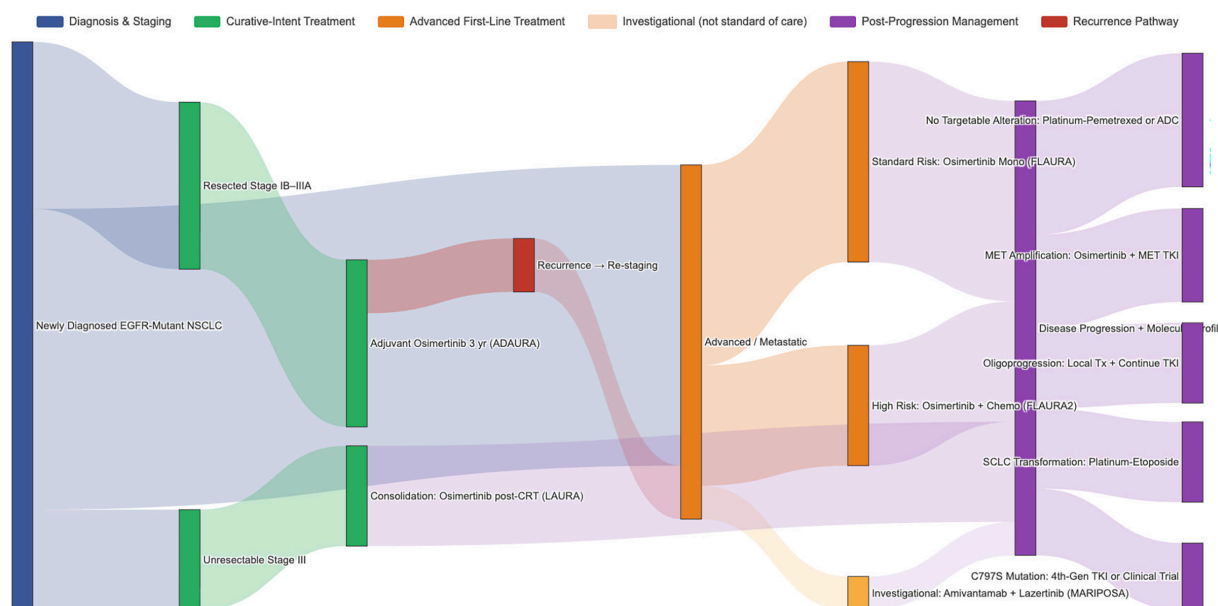 Diagnosis & Staging
Curative-Intent Treatment
Advanced First-Line Treatment
Investigational (not standard of care)
Post-Progression Management
Recurrence Pathway
No Targetable Alteration: Platinum-Pemetrexed or ADC
Standard Risk: Osimertinib Mono (FLAURA)
Resected Stage IB–IIIA
MET Amplification: Osimertinib + MET TKI
Recurrence → Re-staging
Newly Diagnosed EGFR-Mutant NSCLC
Disease Progression + Molecul
Adjuvant Osimertinib 3 yr (ADAURA)
Advanced / Metastatic
Oligoprogression: Local Tx + Continue TKI
High Risk: Osimertinib + Chemo (FLAURA2)
SCLC Transformation: Platinum-Etoposide
Consolidation: Osimertinib post-CRT (LAURA)
Unresectable Stage III
C797S Mutation: 4th-Gen TKI or Clinical Trial
Investigational: Amivantamab + Lazertinib (MARIPOSA)